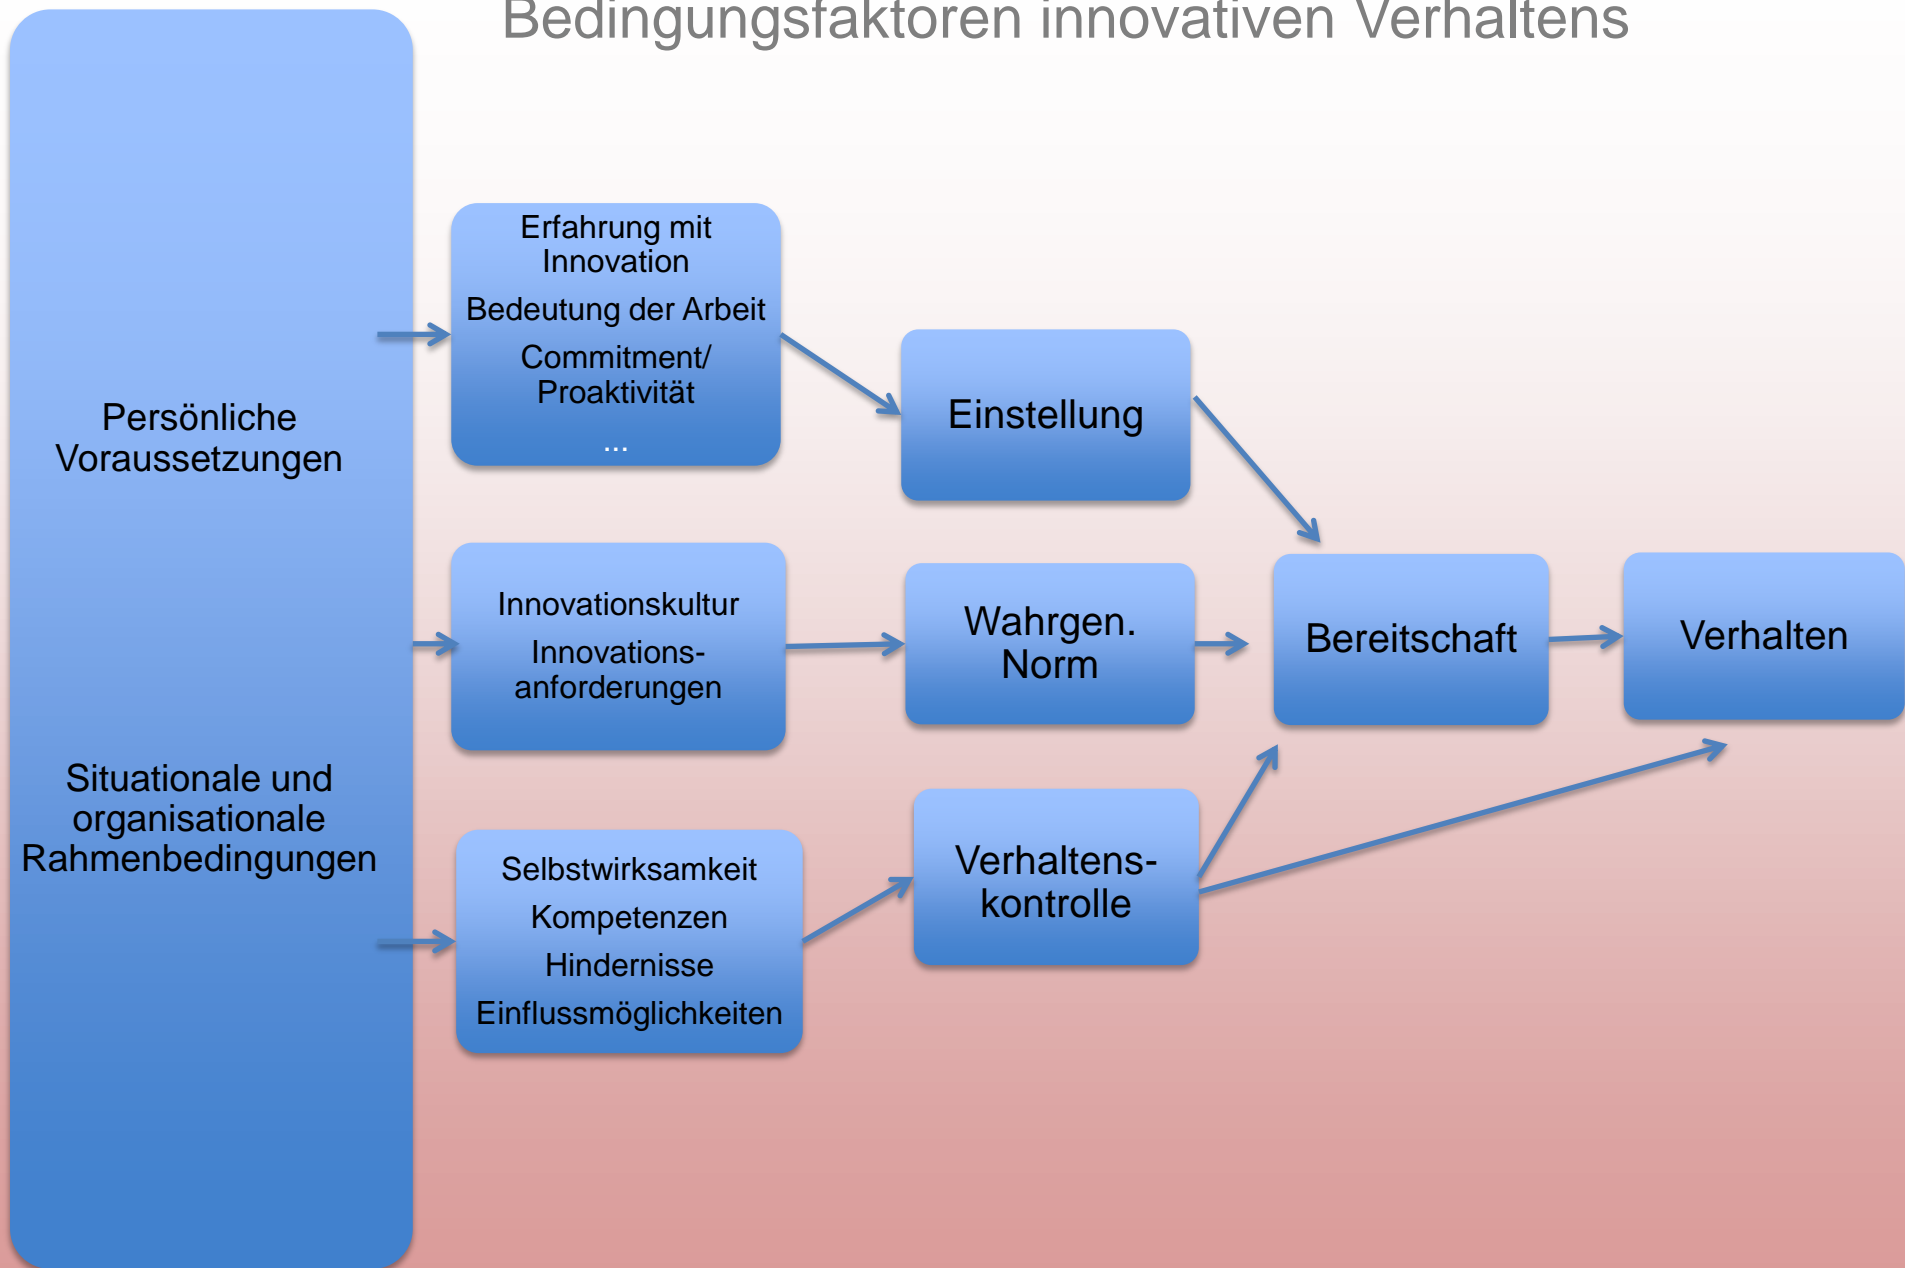 Bedingungsfaktoren innovativen Verhaltens
Persönliche
Voraussetzungen
Situationale und
organisationale
Rahmenbedingungen
Erfahrung mit
Innovation
Bedeutung der Arbeit
Commitment/
Proaktivität
...
Innovationskultur
Innovations-
anforderungen
Selbstwirksamkeit
Kompetenzen
Hindernisse
Einflussmöglichkeiten
Einstellung
Wahrgen.
Norm
Verhaltens-
kontrolle
Bereitschaft
Verhalten